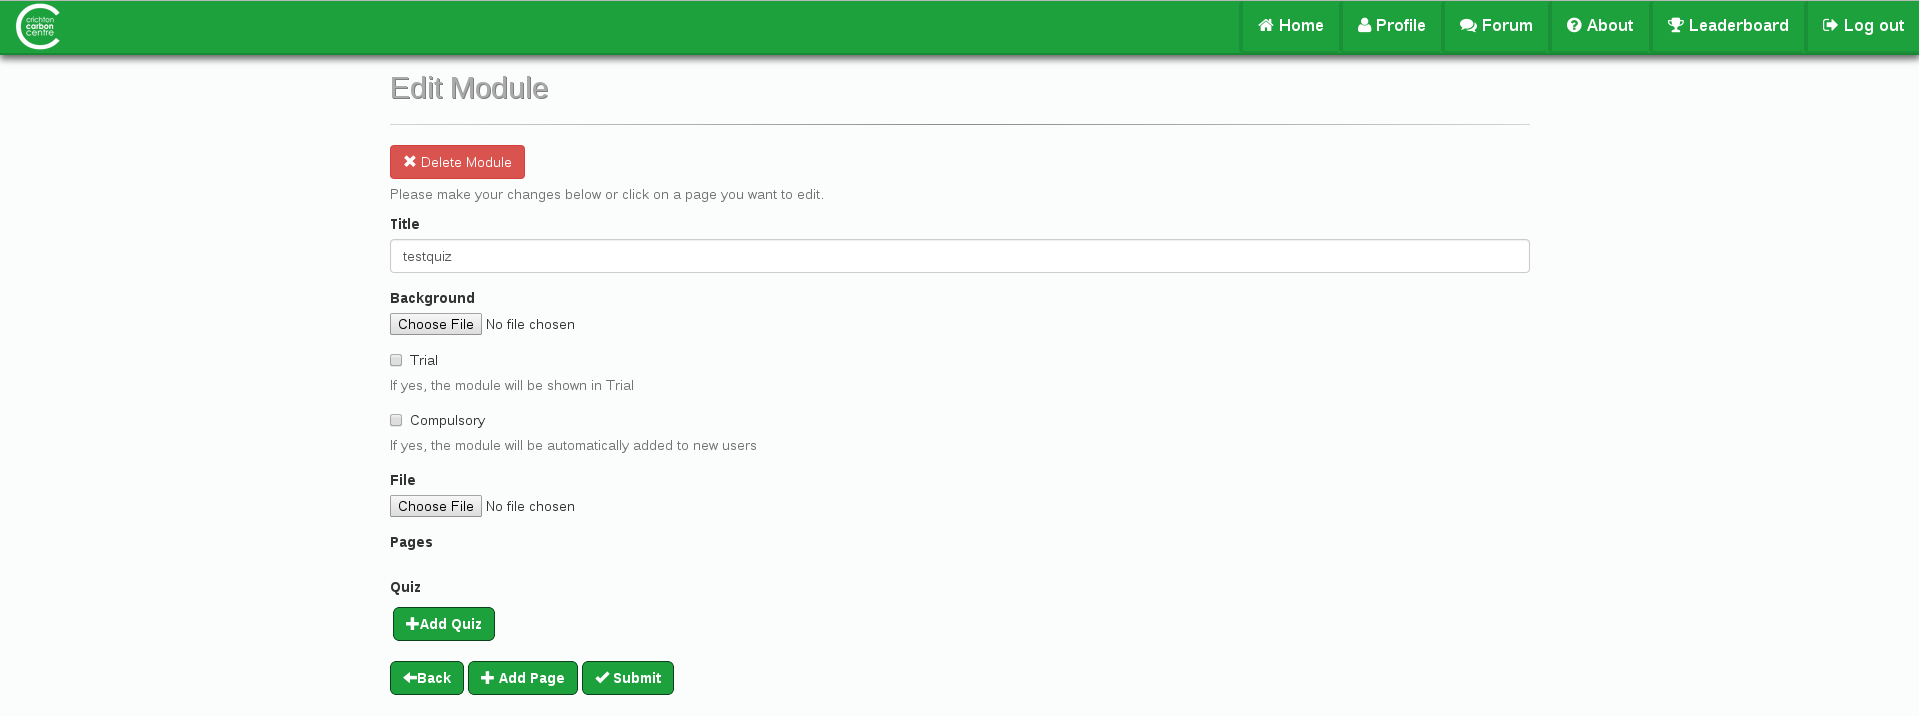 crichton
carbon
centre
Home Profile Forum About Leaderboard Log out
Edit Module
Delete Module
Please make your changes below or click on a page you want to edit.
Title
testquiz
Background
Choose File No file chosen
Trial
If yes, the module will be shown in Trial
Compulsory
If yes, the module will be automatically added to new users
File
Choose File No file chosen
Pages
Quiz
Add Quiz
Back Add Page Submit